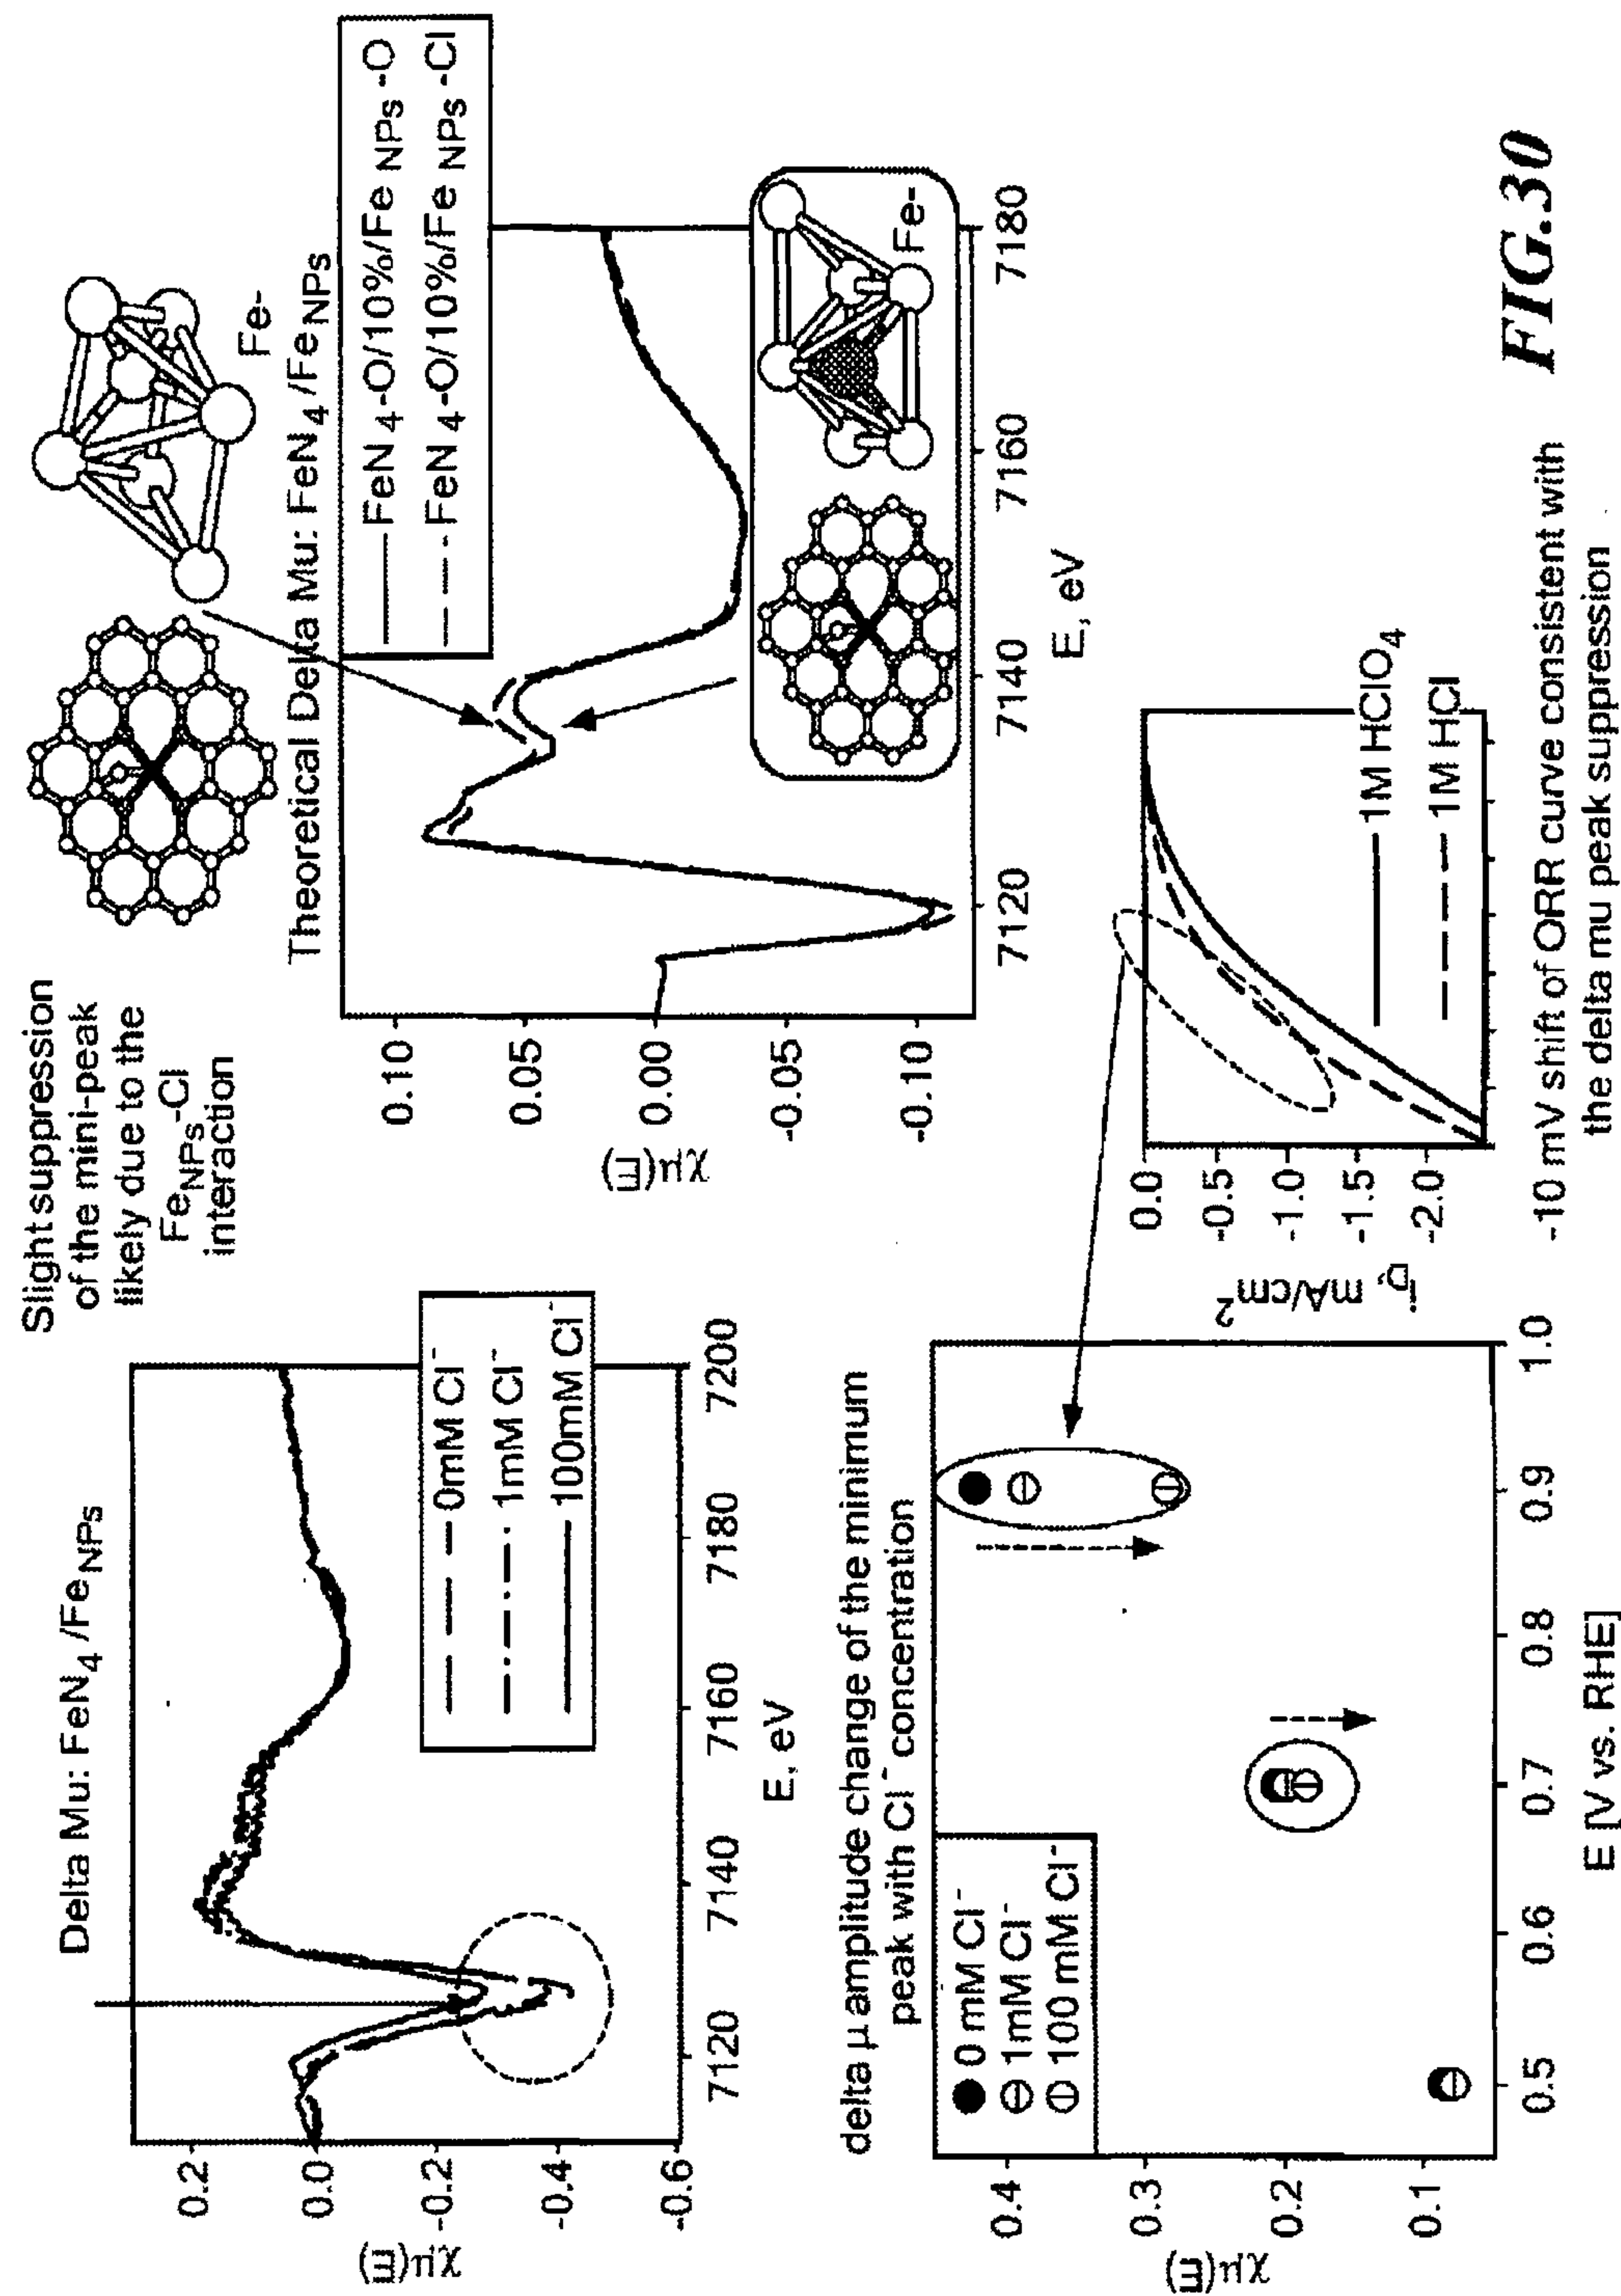 Delta Mu: FeN4/FeNPs
χμ(E)
0.2
0.0
-0.2
-0.4
-0.6
7120
7140
7160
7180
7200
E, eV
0mM Cl⁻
1mM Cl⁻
100mM Cl⁻
Slight suppression
of the mini-peak
likely due to the
FeNPs-Cl
interaction
Fe-
Theoretical Delta Mu: FeN4/FeNPs
FeN4-O/10%/FeNPs-O
FeN4-O/10%/FeNPs-Cl
χμ(E)
0.10
0.05
0.00
-0.05
-0.10
7120
7140
7160
7180
E, eV
Fe-
delta μ amplitude change of the minimum
peak with Cl⁻ concentration
0 mM Cl⁻
1mM Cl⁻
100 mM Cl⁻
χμ(E)
0.4
0.3
0.2
0.1
0.5
0.6
0.7
0.8
0.9
1.0
E [V vs. RHE]
iD, mA/cm²
0.0
-0.5
-1.0
-1.5
-2.0
1M HClO4
1M HCl
-10 mV shift of ORR curve consistent with
the delta mu peak suppression
FIG.30